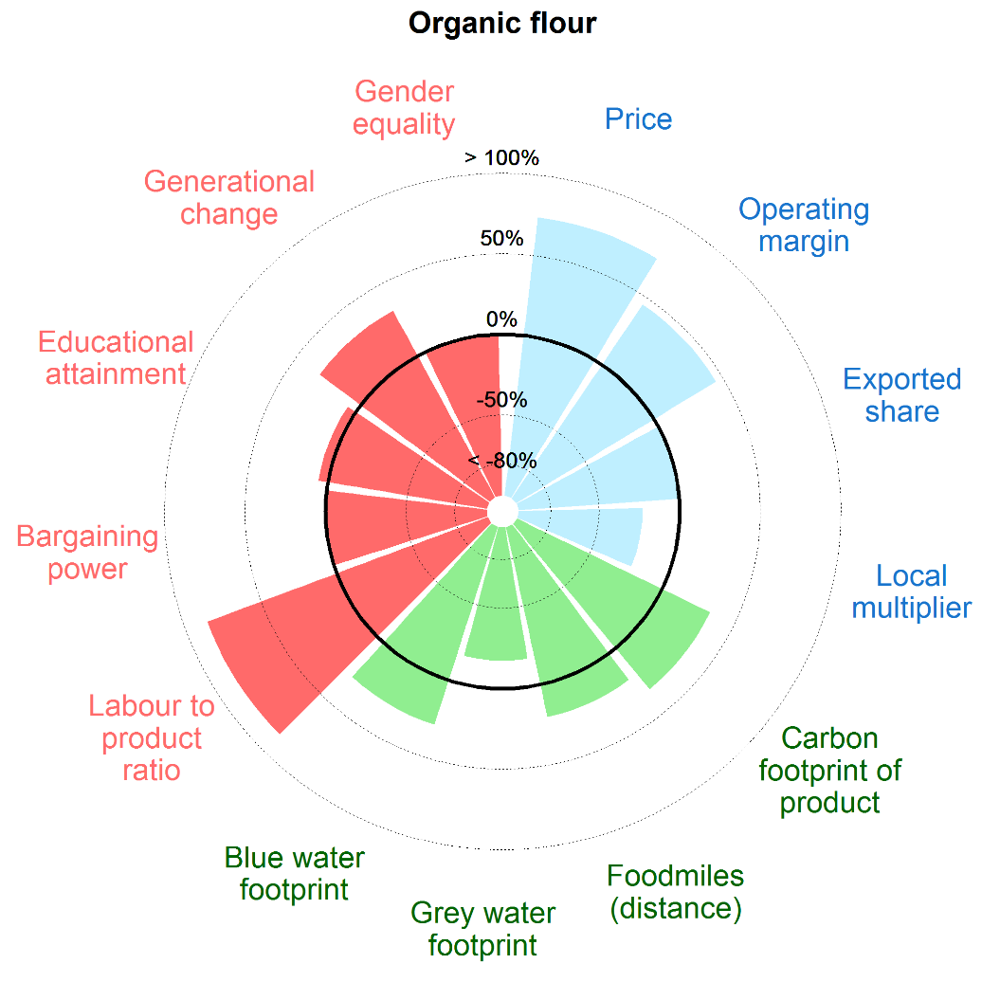 Organic flour
Gender
equality
Price
> 100%
Generational
change
Operating
margin
50%
0%
Educational
attainment
Exported
share
-50%
< -80%
Bargaining
power
Local
multiplier
Labour to
product
ratio
Carbon
footprint of
product
Blue water
footprint
Foodmiles
(distance)
Grey water
footprint